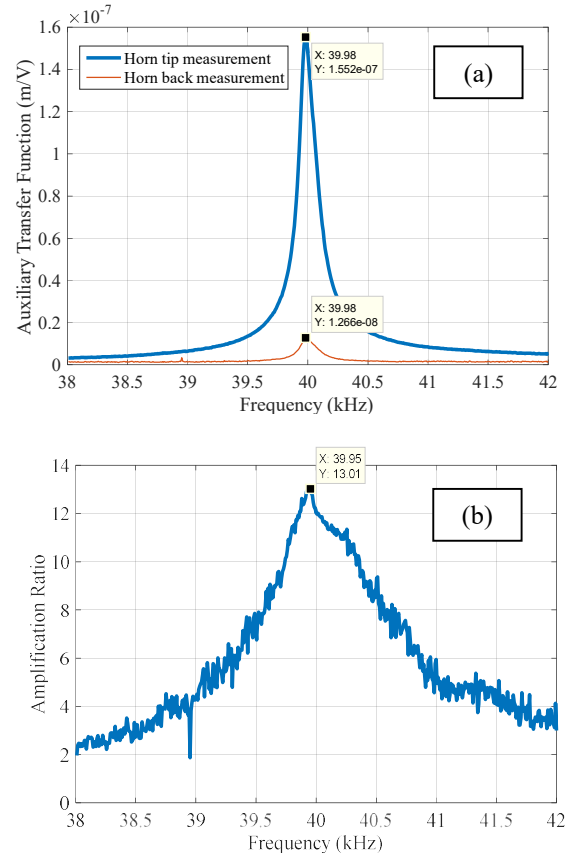 ×10⁻⁷
1.6
1.4
1.2
1
0.8
0.6
0.4
0.2
0
Auxiliary Transfer Function (m/V)
Horn tip measurement
Horn back measurement
X: 39.98
Y: 1.552e-07
(a)
X: 39.98
Y: 1.266e-08
38 38.5 39 39.5 40 40.5 41 41.5 42
Frequency (kHz)
14
12
10
8
6
4
2
0
Amplification Ratio
X: 39.95
Y: 13.01
(b)
38 38.5 39 39.5 40 40.5 41 41.5 42
Frequency (kHz)